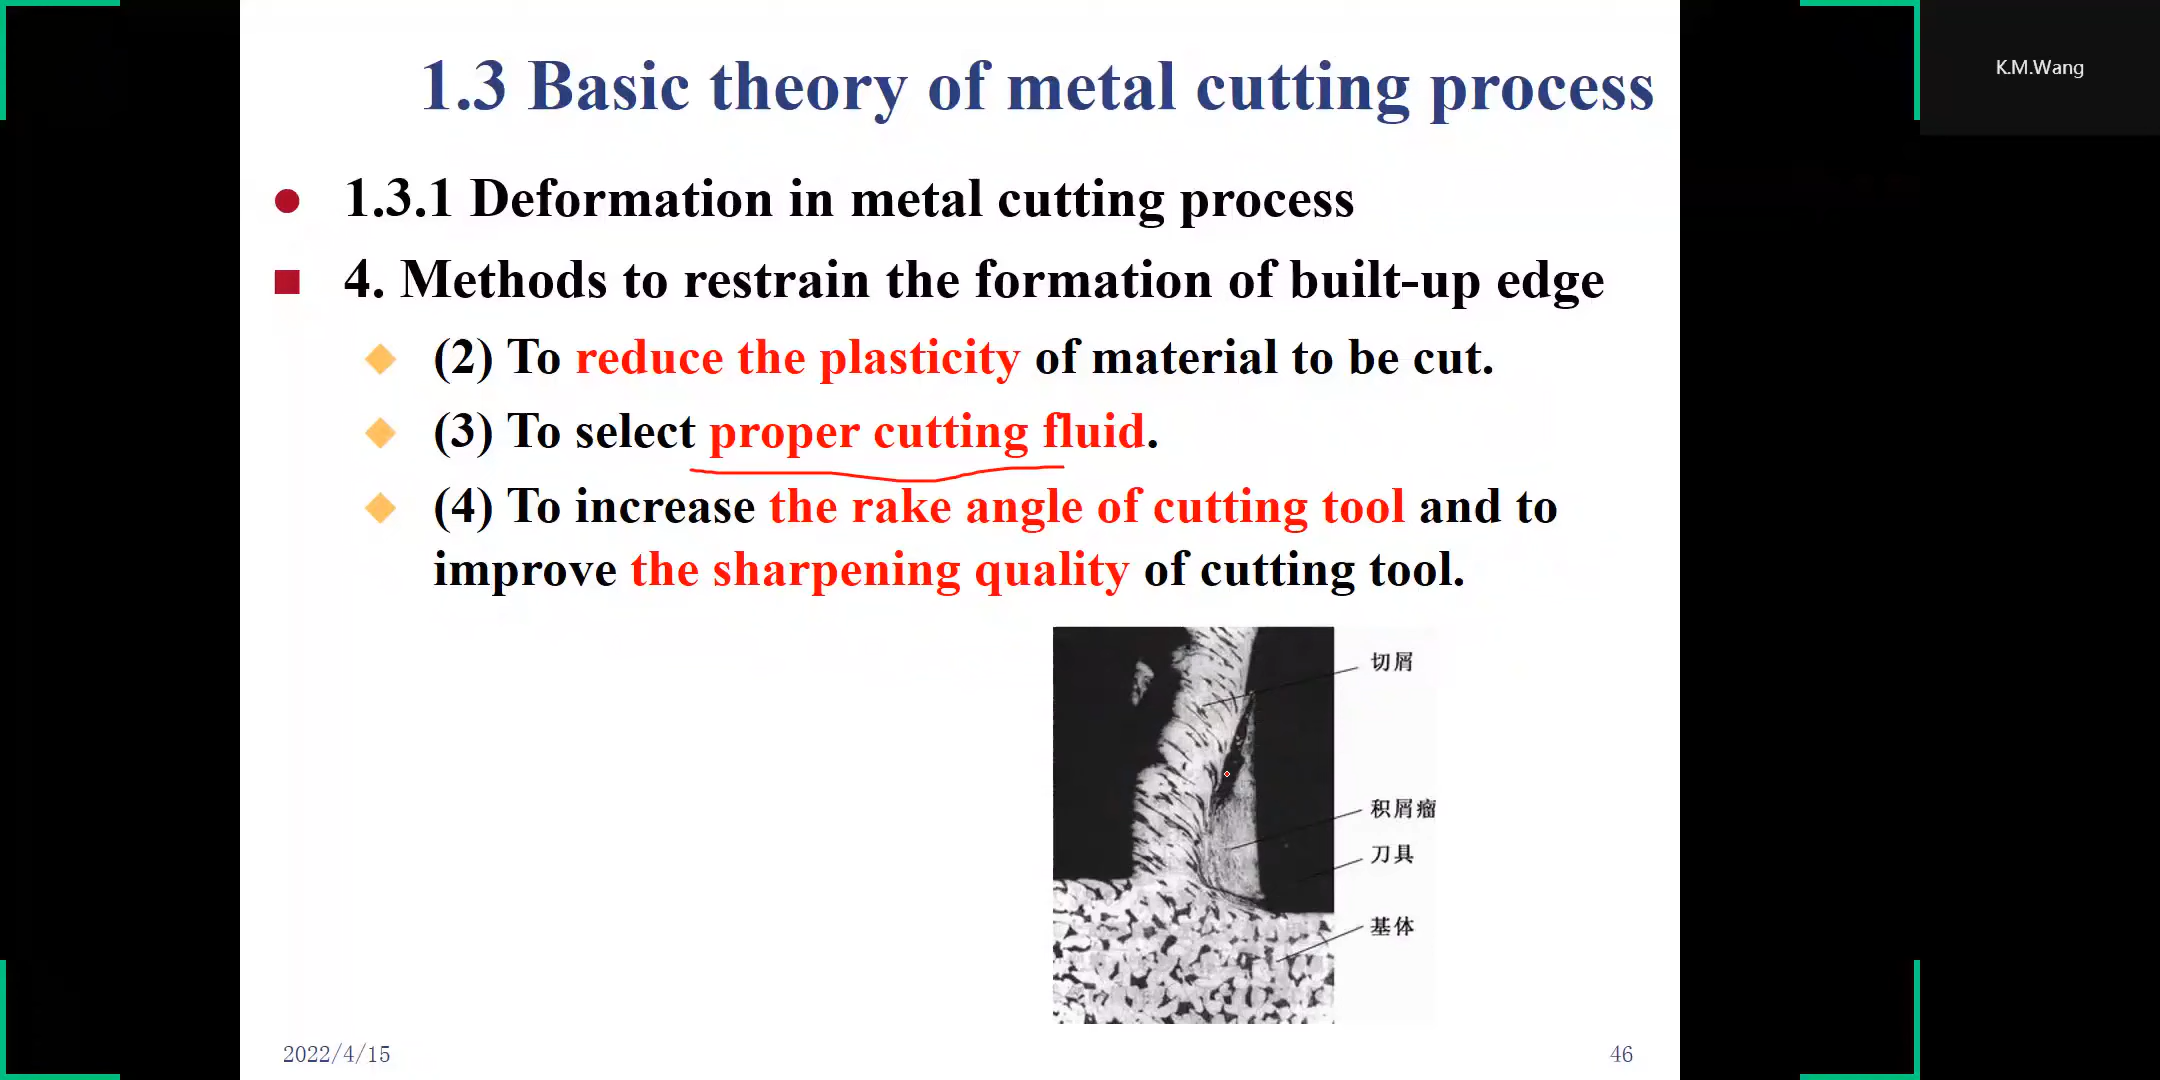 K.M.Wang
1.3 Basic theory of metal cutting process
1.3.1 Deformation in metal cutting process
4. Methods to restrain the formation of built-up edge
(2) To reduce the plasticity of material to be cut.
(3) To select proper cutting fluid.
(4) To increase the rake angle of cutting tool and to
improve the sharpening quality of cutting tool.
切屑
积屑瘤
刀具
基体
2022/4/15
46